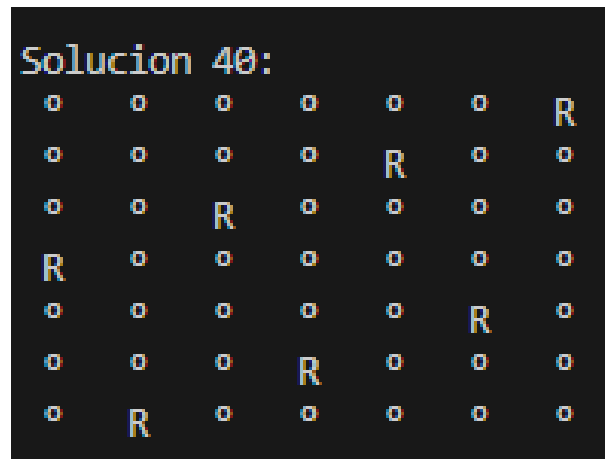 Solucion 40:
° ° ° ° ° ° R
° ° ° ° R ° °
° ° R ° ° ° °
R ° ° ° ° ° °
° ° ° ° ° R °
° ° ° R ° ° °
° R ° ° ° ° °